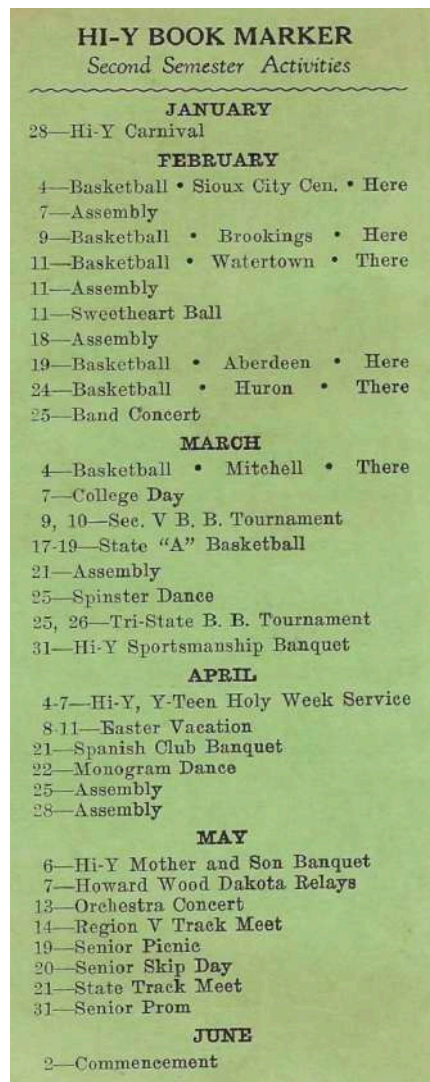 HI-Y BOOK MARKER
Second Semester Activities
JANUARY
28—Hi-Y Carnival
FEBRUARY
4—Basketball • Sioux City Cen. • Here
7—Assembly
9—Basketball • Brookings • Here
11—Basketball • Watertown • There
11—Assembly
11—Sweetheart Ball
18—Assembly
19—Basketball • Aberdeen • Here
24—Basketball • Huron • There
25—Band Concert
MARCH
4—Basketball • Mitchell • There
7—College Day
9, 10—Sec. V B. B. Tournament
17-19—State “A” Basketball
21—Assembly
25—Spinster Dance
25, 26—Tri-State B. B. Tournament
31—Hi-Y Sportsmanship Banquet
APRIL
4-7—Hi-Y, Y-Teen Holy Week Service
8-11—Easter Vacation
21—Spanish Club Banquet
22—Monogram Dance
25—Assembly
28—Assembly
MAY
6—Hi-Y Mother and Son Banquet
7—Howard Wood Dakota Relays
13—Orchestra Concert
14—Region V Track Meet
19—Senior Picnic
20—Senior Skip Day
21—State Track Meet
31—Senior Prom
JUNE
2—Commencement